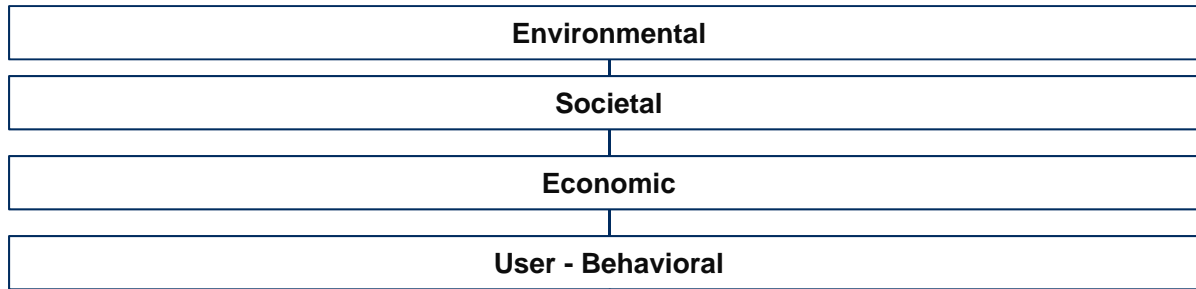 Environmental
Societal
Economic
User - Behavioral